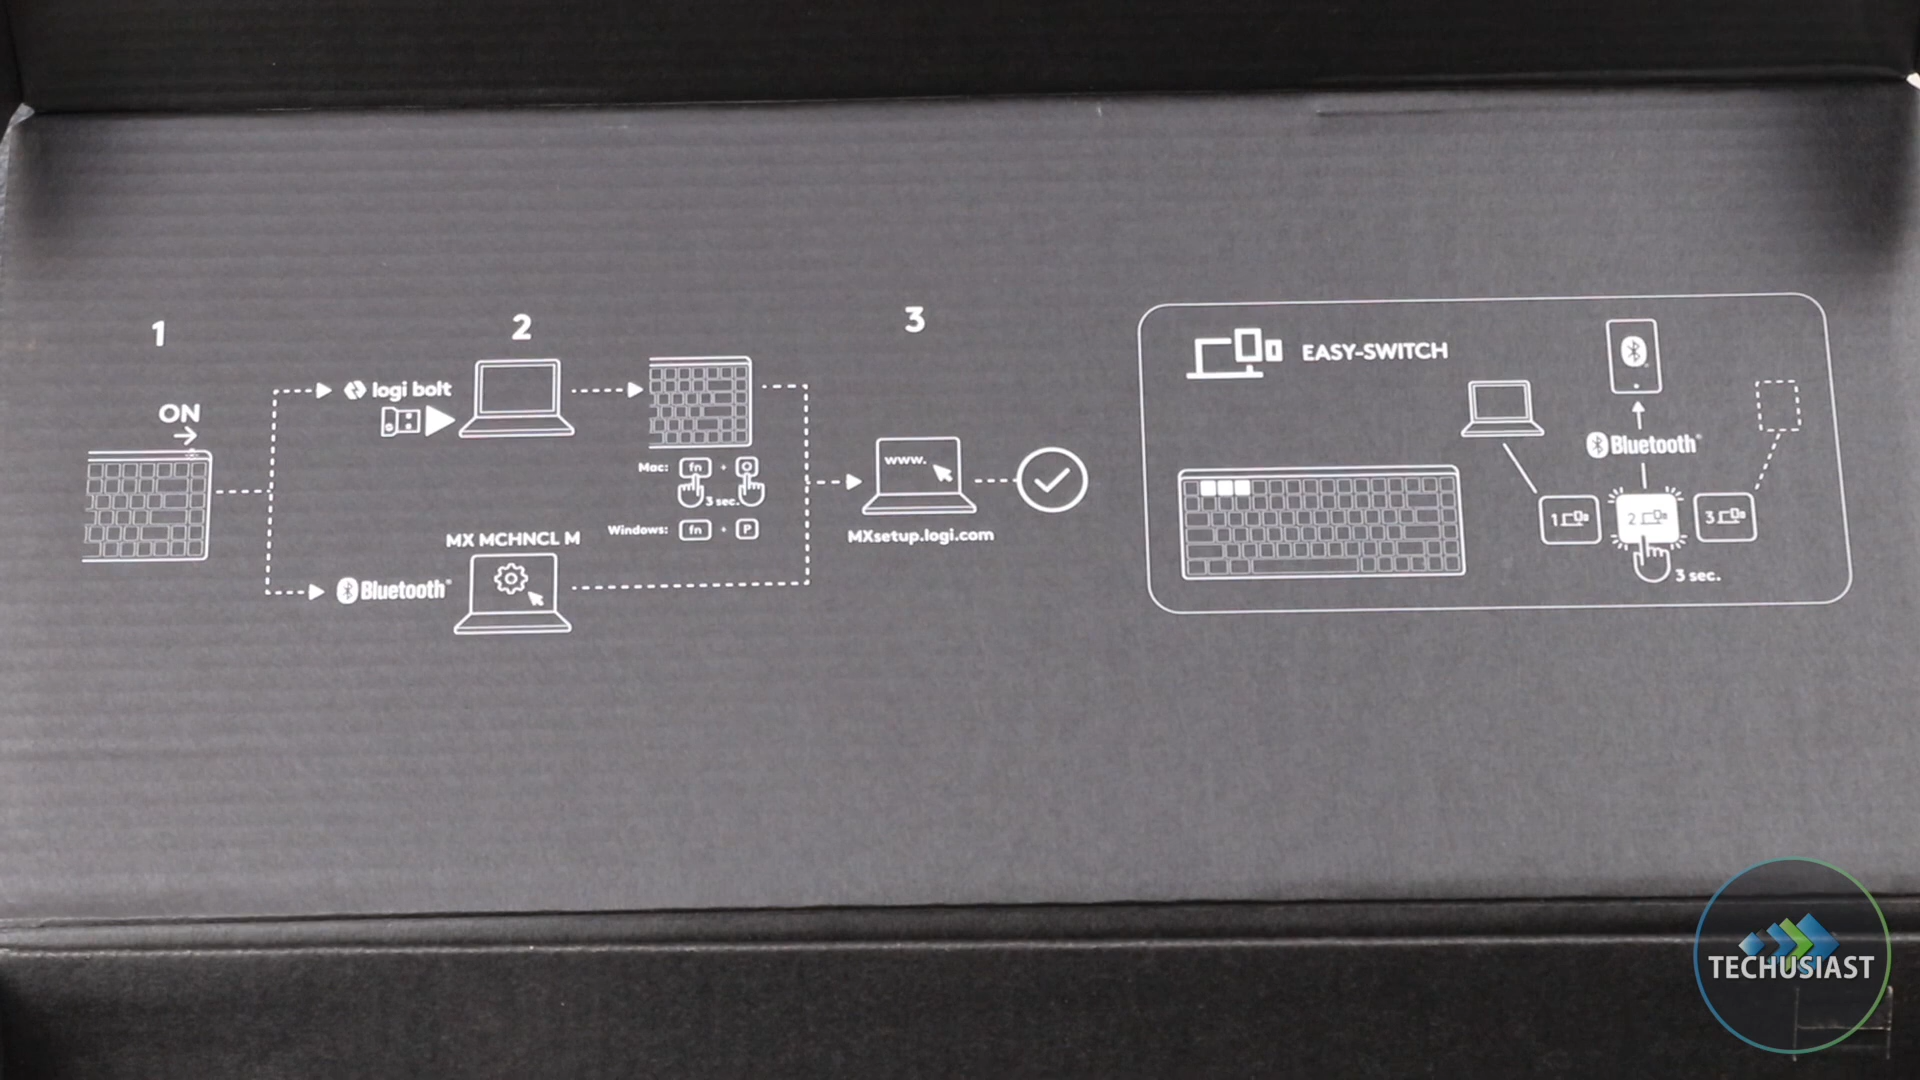 1
ON
logi bolt
Bluetooth®
2
MX MCHNCL M
Mac: fn + O
3 sec.
Windows: fn + P
3
www.
MXsetup.logi.com
EASY-SWITCH
Bluetooth®
1
2
3
3 sec.
TECHUSIAST